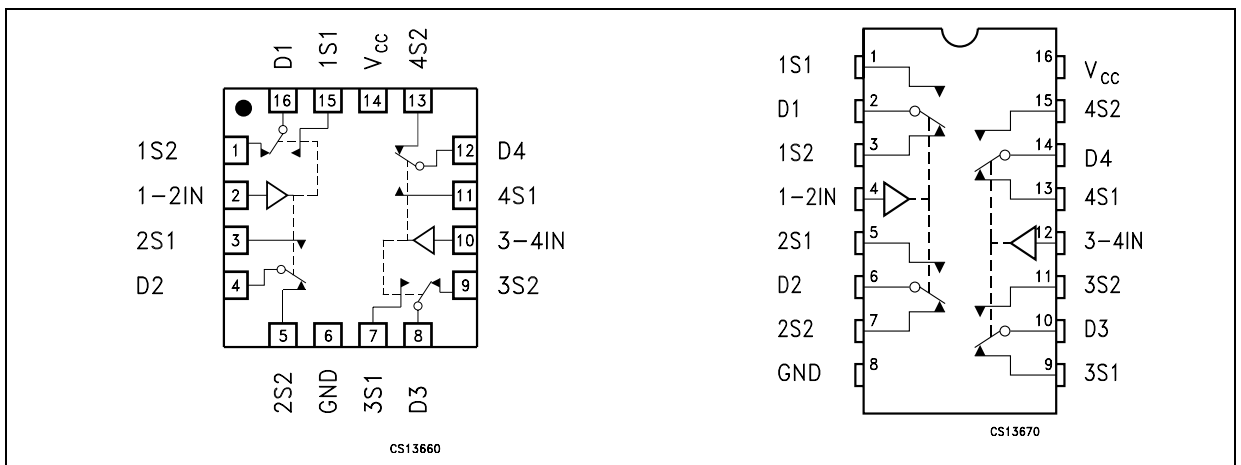 D1
1S1
VCC
4S2
16
15
14
13
1S2
1
12
D4
1-2IN
2
11
4S1
2S1
3
10
3-4IN
D2
4
9
3S2
5
6
7
8
2S2
GND
3S1
D3
CS13660
1S1
1
16
VCC
D1
2
15
4S2
1S2
3
14
D4
1-2IN
4
13
4S1
2S1
5
12
3-4IN
D2
6
11
3S2
2S2
7
10
D3
GND
8
9
3S1
CS13670